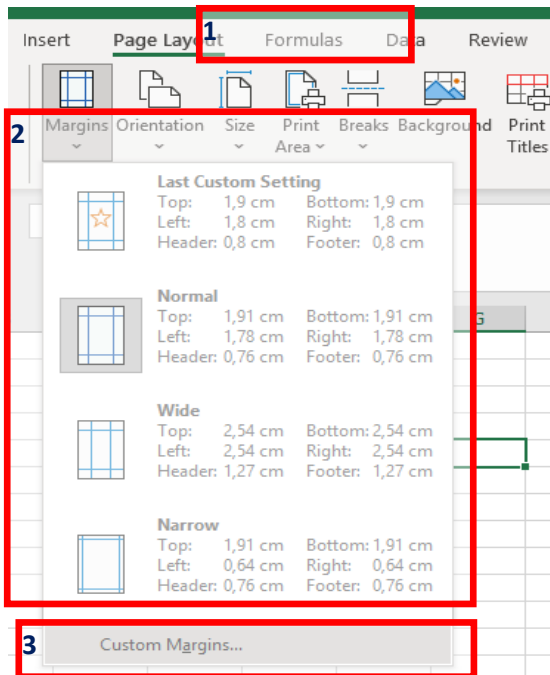 1
Insert Page Layout Formulas Data Review
2
Margins Orientation Size Print Area Breaks Background Print Titles
Last Custom Setting
Top: 1,9 cm Bottom: 1,9 cm
Left: 1,8 cm Right: 1,8 cm
Header: 0,8 cm Footer: 0,8 cm
Normal
Top: 1,91 cm Bottom: 1,91 cm
Left: 1,78 cm Right: 1,78 cm
Header: 0,76 cm Footer: 0,76 cm
G
Wide
Top: 2,54 cm Bottom: 2,54 cm
Left: 2,54 cm Right: 2,54 cm
Header: 1,27 cm Footer: 1,27 cm
Narrow
Top: 1,91 cm Bottom: 1,91 cm
Left: 0,64 cm Right: 0,64 cm
Header: 0,76 cm Footer: 0,76 cm
3
Custom Margins...